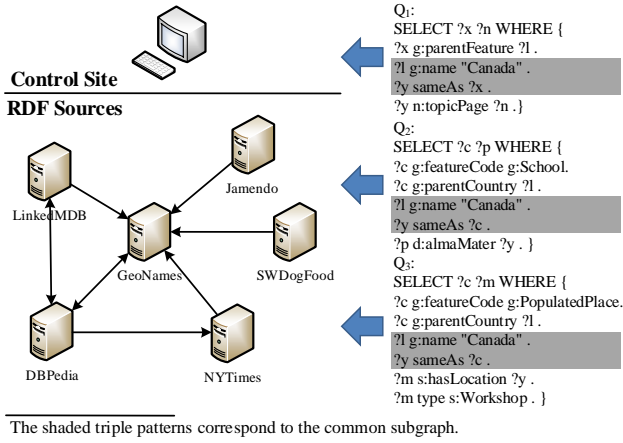 Control Site
RDF Sources
LinkedMDB
Jamendo
GeoNames
SWDogFood
DBPedia
NYTimes
Q1:
SELECT ?x ?n WHERE {
?x g:parentFeature ?l .
?l g:name "Canada" .
?y sameAs ?x .
?y n:topicPage ?n .}
Q2:
SELECT ?c ?p WHERE {
?c g:featureCode g:School.
?c g:parentCountry ?l .
?l g:name "Canada" .
?y sameAs ?c .
?p d:almaMater ?y . }
Q3:
SELECT ?c ?m WHERE {
?c g:featureCode g:PopulatedPlace.
?c g:parentCountry ?l .
?l g:name "Canada" .
?y sameAs ?c .
?m s:hasLocation ?y .
?m type s:Workshop . }
The shaded triple patterns correspond to the common subgraph.